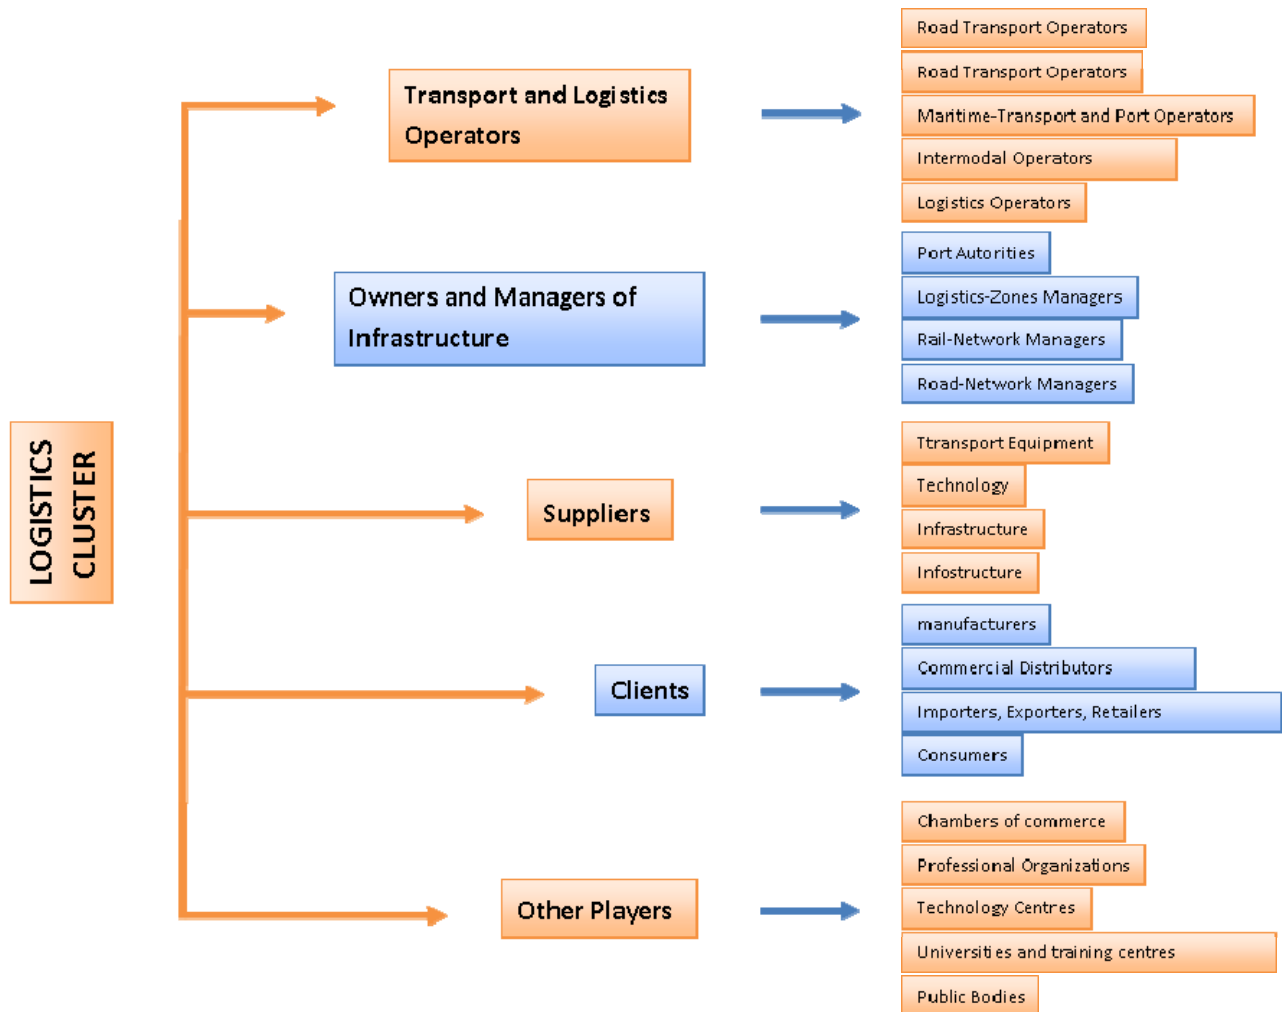 LOGISTICS
CLUSTER
Transport and Logistics
Operators
Road Transport Operators
Road Transport Operators
Maritime-Transport and Port Operators
Intermodal Operators
Logistics Operators
Owners and Managers of
Infrastructure
Port Autorities
Logistics-Zones Managers
Rail-Network Managers
Road-Network Managers
Suppliers
Ttransport Equipment
Technology
Infrastructure
Infostructure
Clients
manufacturers
Commercial Distributors
Importers, Exporters, Retailers
Consumers
Other Players
Chambers of commerce
Professional Organizations
Technology Centres
Universities and training centres
Public Bodies